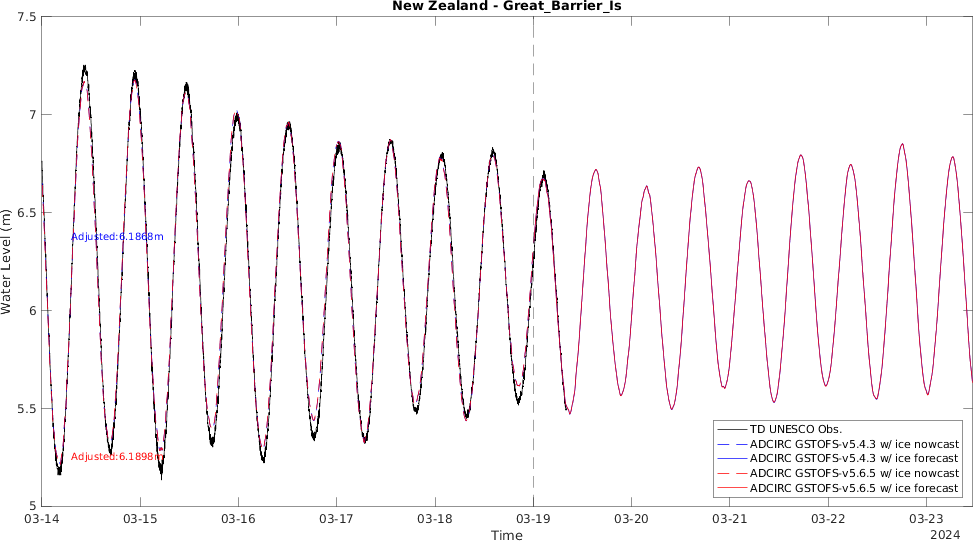 New Zealand - Great_Barrier_Is
7.5
7
6.5
6
5.5
5
Water Level (m)
Adjusted:6.1868m
Adjusted:6.1898m
TD UNESCO Obs.
ADCIRC GSTOFS-v5.4.3 w/ ice nowcast
ADCIRC GSTOFS-v5.4.3 w/ ice forecast
ADCIRC GSTOFS-v5.6.5 w/ ice nowcast
ADCIRC GSTOFS-v5.6.5 w/ ice forecast
03-14 03-15 03-16 03-17 03-18 03-19 03-20 03-21 03-22 03-23
Time
2024